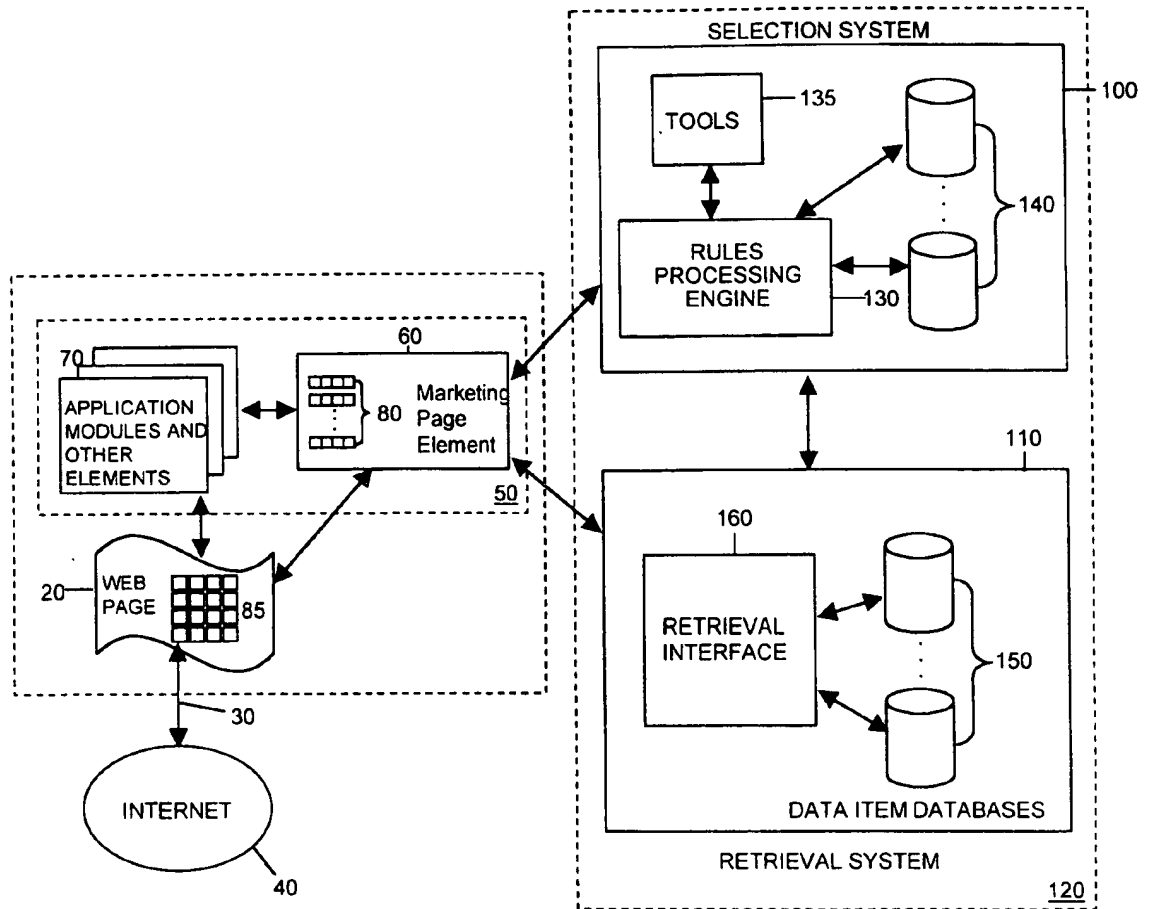 SELECTION SYSTEM
100
TOOLS
135
140
RULES
PROCESSING
ENGINE
130
60
70
APPLICATION
MODULES AND
OTHER
ELEMENTS
80
Marketing
Page
Element
50
20
WEB
PAGE
85
30
INTERNET
40
110
160
RETRIEVAL
INTERFACE
150
DATA ITEM DATABASES
RETRIEVAL SYSTEM
120